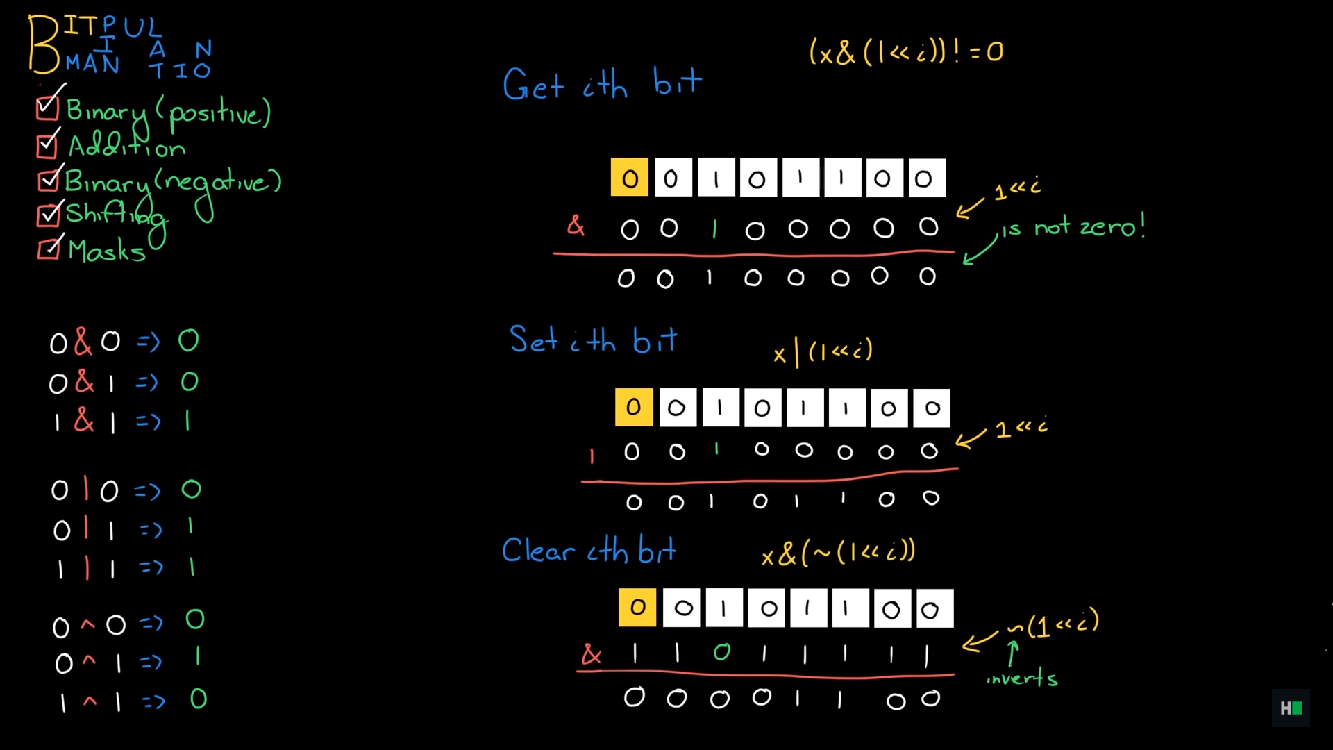 BITPUL
I A N
MAN TIO
Binary (positive)
Addition
Binary (negative)
Shifting
Masks
0 & 0 => 0
0 & 1 => 0
1 & 1 => 1
0 | 0 => 0
0 | 1 => 1
1 | 1 => 1
0 ^ 0 => 0
0 ^ 1 => 1
1 ^ 1 => 0
(x&(1<<i))!=0
Get ith bit
0 0 1 0 1 1 0 0
& 0 0 1 0 0 0 0 0
1<<i
is not zero!
0 0 1 0 0 0 0 0
Set ith bit
x|(1<<i)
0 0 1 0 1 1 0 0
| 0 0 1 0 0 0 0 0
1<<i
0 0 1 0 1 1 0 0
Clear ith bit
x&(~(1<<i))
0 0 1 0 1 1 0 0
& 1 1 0 1 1 1 1 1
~(1<<i)
inverts
0 0 0 0 1 1 0 0
H